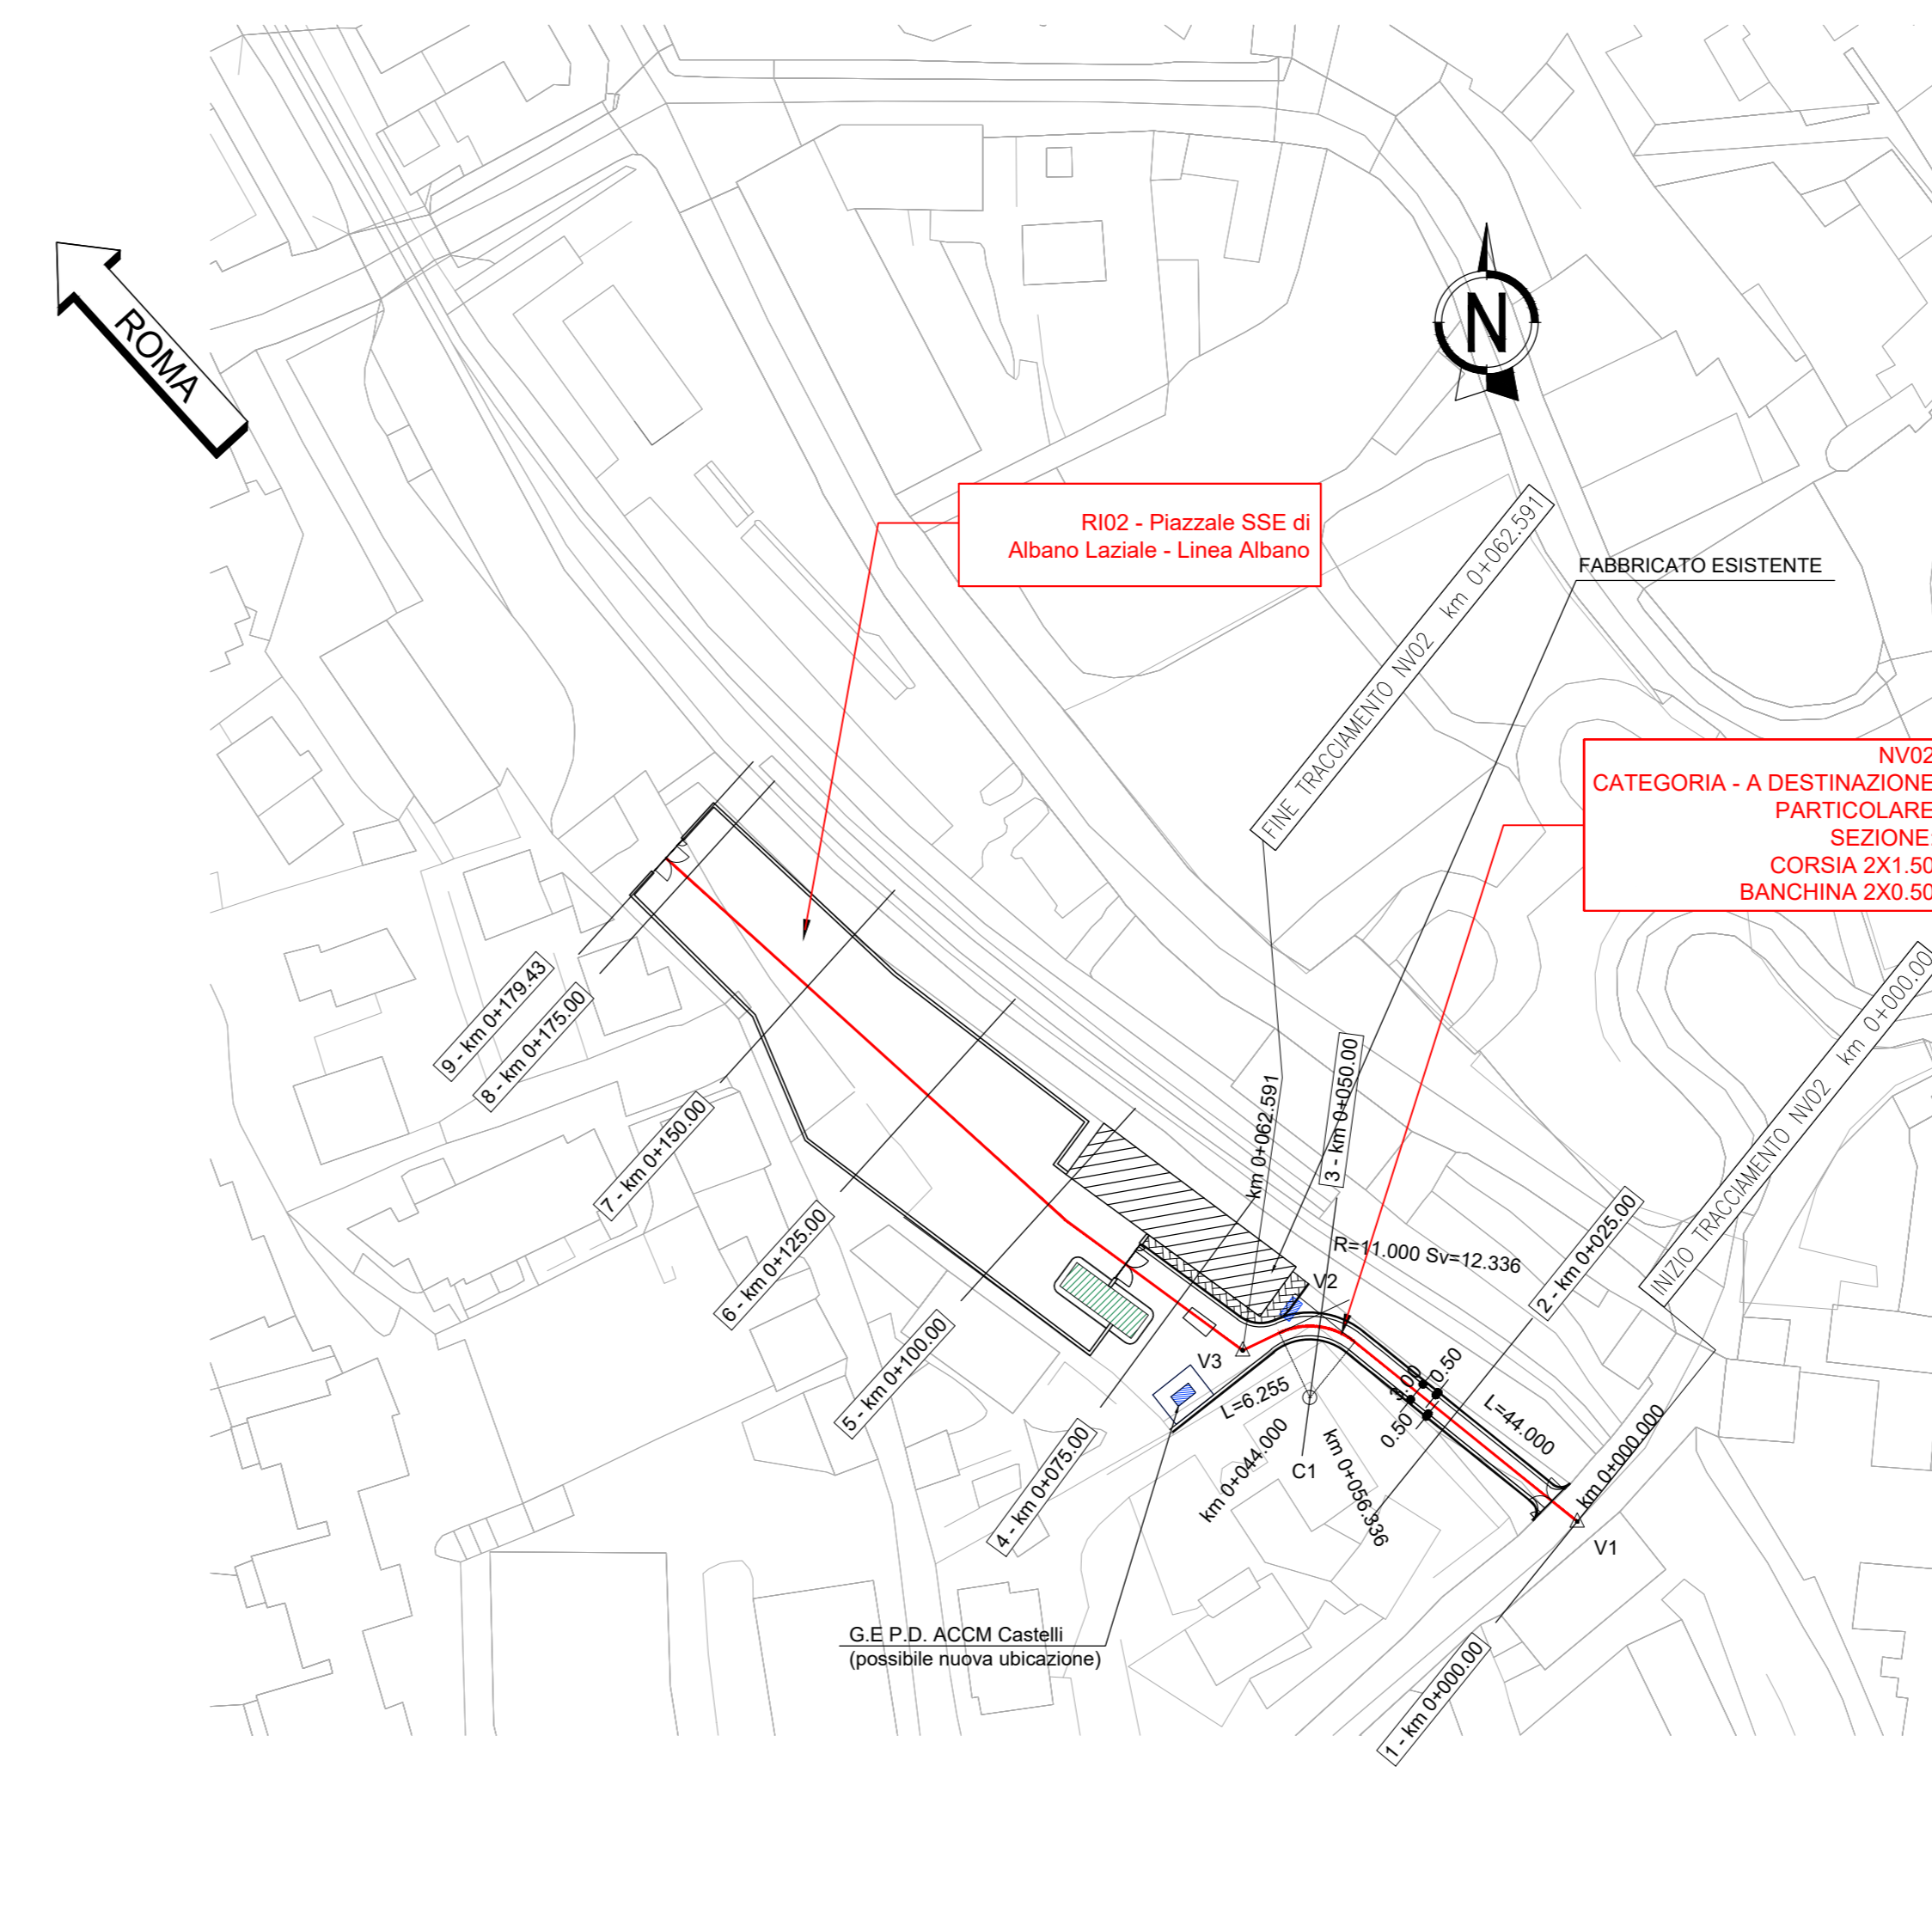 ROMA
N
RI02 - Piazzale SSE di
Albano Laziale - Linea Albano
FINE TRACCIAMENTO NV02 km 0+062.591
FABBRICATO ESISTENTE
NV02
CATEGORIA - A DESTINAZIONE
PARTICOLARE
SEZIONE
CORSIA 2X1.50
BANCHINA 2X0.50
INIZIO TRACCIAMENTO NV02 km 0+000.00
9 - km 0+179.43
8 - km 0+175.00
7 - km 0+150.00
6 - km 0+125.00
5 - km 0+100.00
4 - km 0+075.00
km 0+062.591
3 - km 0+050.00
R=11.000 Sv=12.336
2 - km 0+025.00
V2
V3
L=6.255
km 0+044.000
C1
km 0+056.336
0.50
0.50
L=44.000
km 0+000.000
V1
1 - km 0+000.00
G.E P.D. ACCM Castelli
(possibile nuova ubicazione)